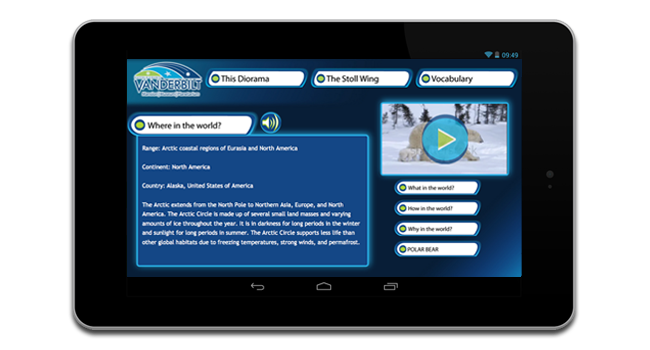 09:49
VANDERBILT
This Diorama
The Stoll Wing
Vocabulary
Where in the world?
Range: Arctic coastal regions of Eurasia and North America
Continent: North America
Country: Alaska, United States of America
The Arctic extends from the North Pole to Northern Asia, Europe, and North
America. The Arctic Circle is made up of several small land masses and varying
amounts of ice throughout the year. It is in darkness for long periods in the winter
and sunlight for long periods in summer. The Arctic Circle supports less life than
other global habitats due to freezing temperatures, strong winds, and permafrost.
What in the world?
How in the world?
Why in the world?
POLAR BEAR